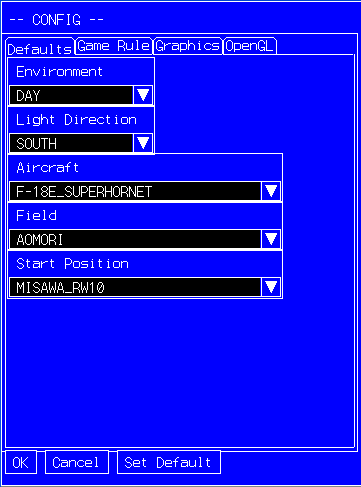 -- CONFIG --
Defaults Game Rule Graphics OpenGL
Environment
DAY
Light Direction
SOUTH
Aircraft
F-18E_SUPERHORNET
Field
AOMORI
Start Position
MISAWA_RW10
OK Cancel Set Default